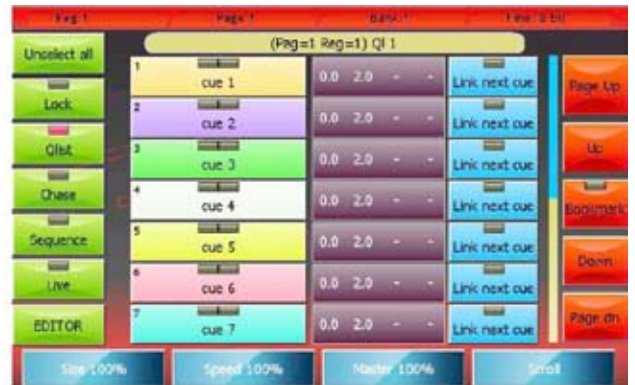 Page 1
(Pag=1 Reg=1) Ql 1
Unselect all
Lock
Qlist
Chase
Sequence
Live
EDITOR
1 cue 1 0.0 2.0 - - Link next cue
2 cue 2 0.0 2.0 - - Link next cue
3 cue 3 0.0 2.0 - - Link next cue
4 cue 4 0.0 2.0 - - Link next cue
5 cue 5 0.0 2.0 - - Link next cue
6 cue 6 0.0 2.0 - - Link next cue
7 cue 7 0.0 2.0 - - Link next cue
Page Up
Up
Bookmark
Down
Page dn
Size 100%
Speed 100%
Master 100%
Scroll